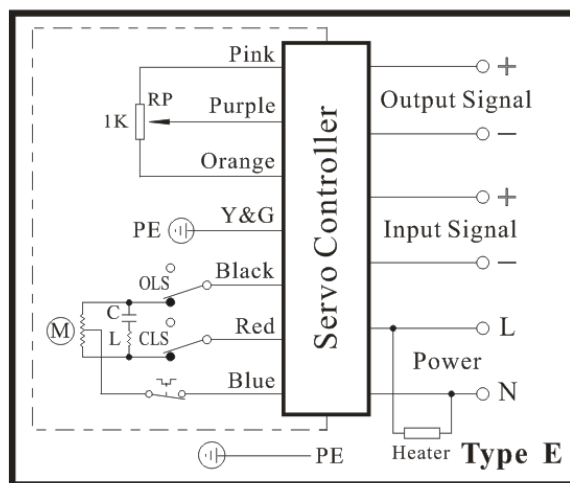 Pink
RP
1K
Purple
Output Signal
Orange
Y&G
PE
Servo Controller
Input Signal
OLS
Black
C
M
L
CLS
Red
L
Power
Blue
N
PE
Heater
Type E